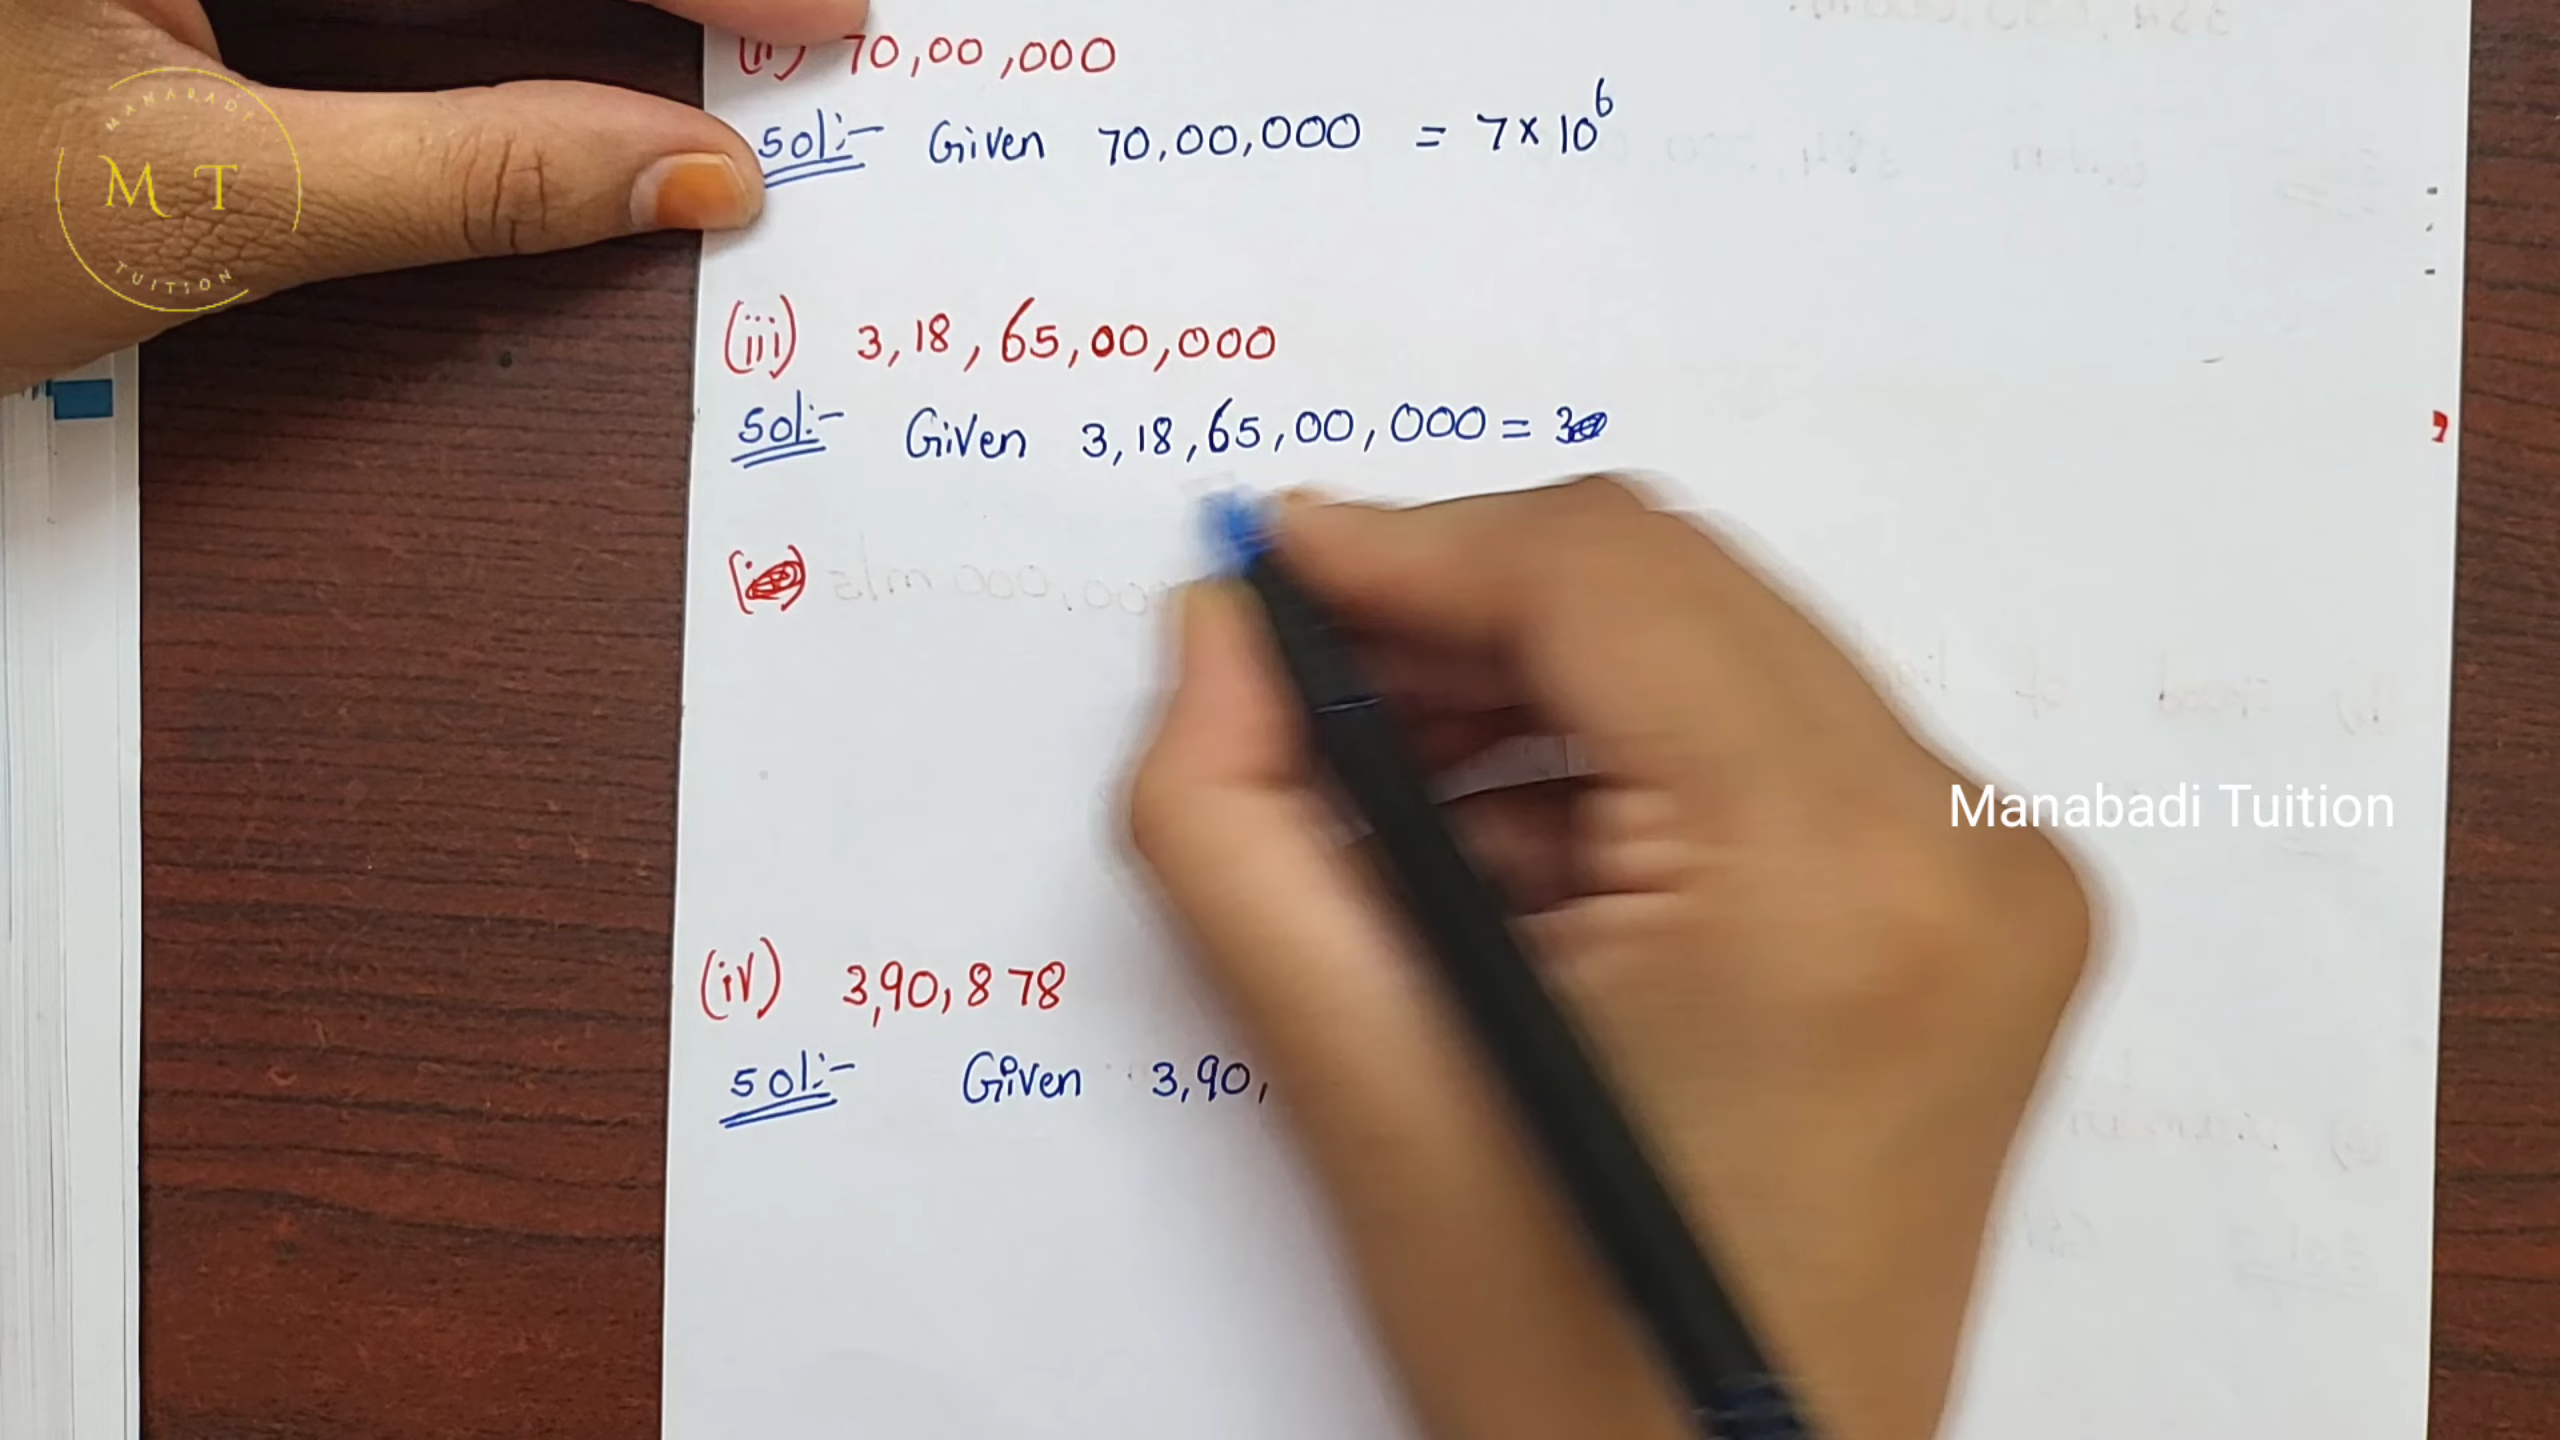 (ii) 70,00,000
Sol:- Given 70,00,000 = 7×10⁶
(iii) 3,18,65,00,000
Sol:- Given 3,18,65,00,000 = 3
(iv) 3,90,878
Sol:- Given 3,90,
MANABADI
M T
TUITION
Manabadi Tuition